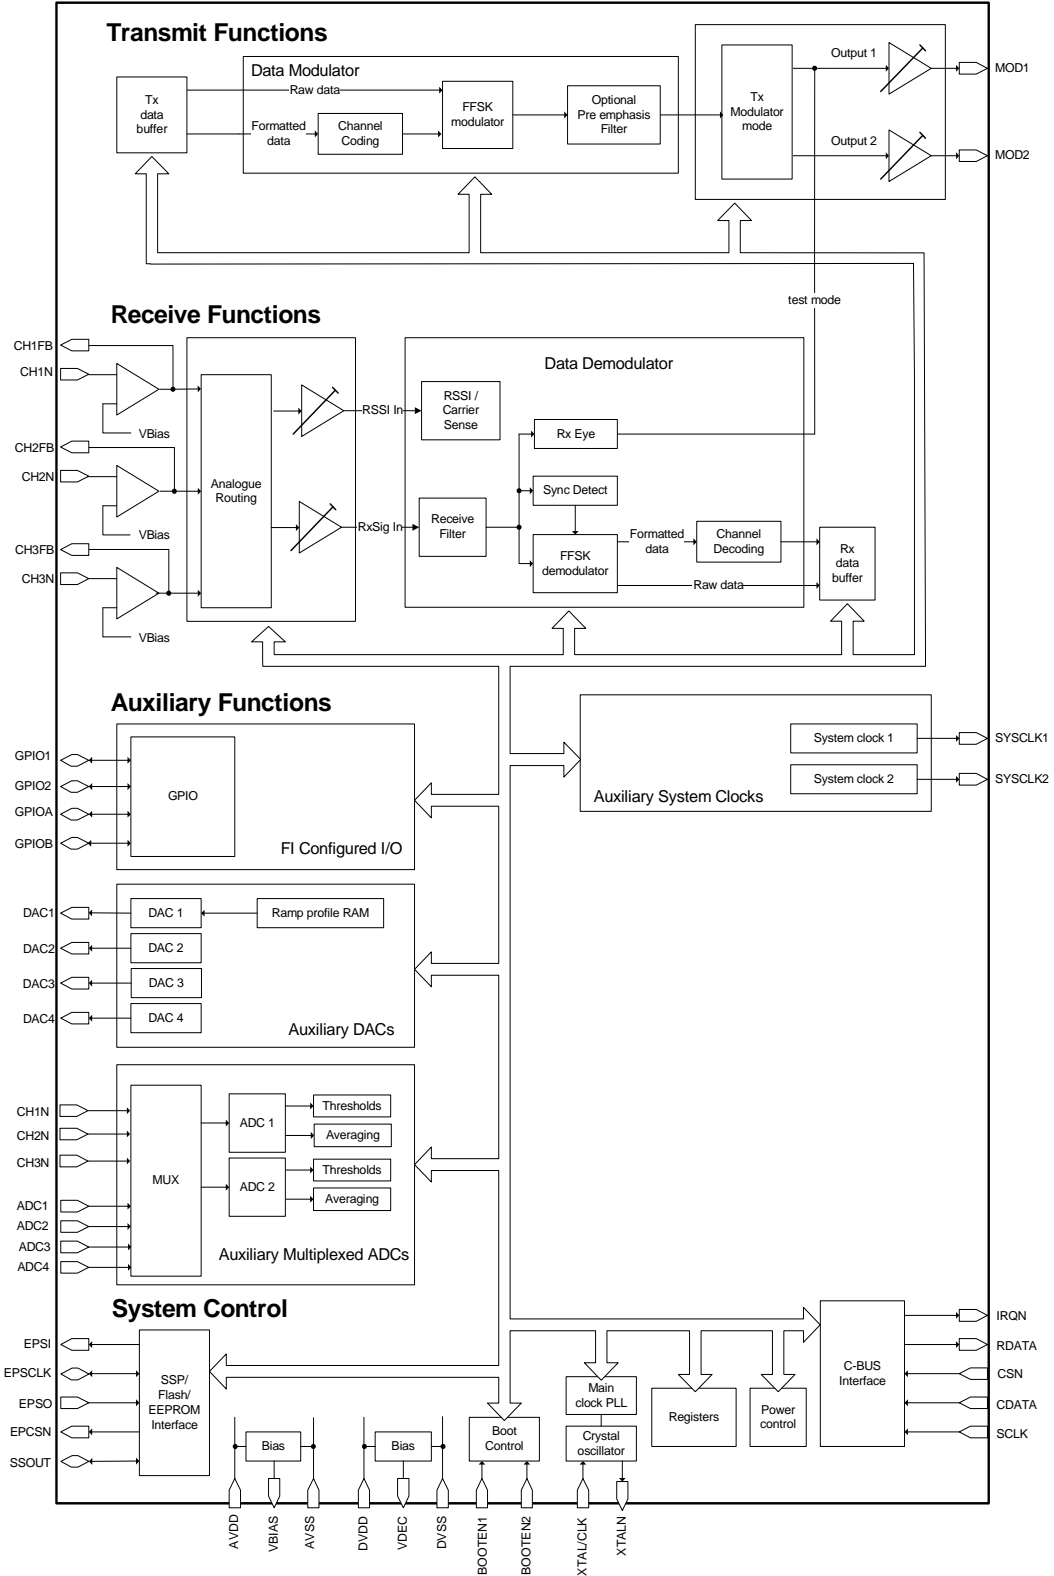 Transmit Functions
Data Modulator
Tx
data
buffer
Raw data
Formatted
data
Channel
Coding
FFSK
modulator
Optional
Pre emphasis
Filter
Tx
Modulator
mode
Output 1
Output 2
MOD1
MOD2
test mode
Receive Functions
CH1FB
CH1N
VBias
CH2FB
CH2N
VBias
CH3FB
CH3N
VBias
Analogue
Routing
RSSI In
RxSig In
Data Demodulator
RSSI /
Carrier
Sense
Receive
Filter
Rx Eye
Sync Detect
FFSK
demodulator
Formatted
data
Raw data
Channel
Decoding
Rx
data
buffer
Auxiliary Functions
GPIO1
GPIO2
GPIOA
GPIOB
GPIO
FI Configured I/O
System clock 1
System clock 2
Auxiliary System Clocks
SYSCLK1
SYSCLK2
DAC1
DAC2
DAC3
DAC4
DAC 1
DAC 2
DAC 3
DAC 4
Ramp profile RAM
Auxiliary DACs
CH1N
CH2N
CH3N
ADC1
ADC2
ADC3
ADC4
MUX
ADC 1
ADC 2
Thresholds
Averaging
Thresholds
Averaging
Auxiliary Multiplexed ADCs
System Control
EPSI
EPSCLK
EPSO
EPCSN
SSOUT
SSP/
Flash/
EEPROM
Interface
Bias
Bias
Boot
Control
Main
clock PLL
Crystal
oscillator
Registers
Power
control
C-BUS
Interface
IRQN
RDATA
CSN
CDATA
SCLK
AVDD
VBIAS
AVSS
DVDD
VDEC
DVSS
BOOTEN1
BOOTEN2
XTAL/CLK
XTALN